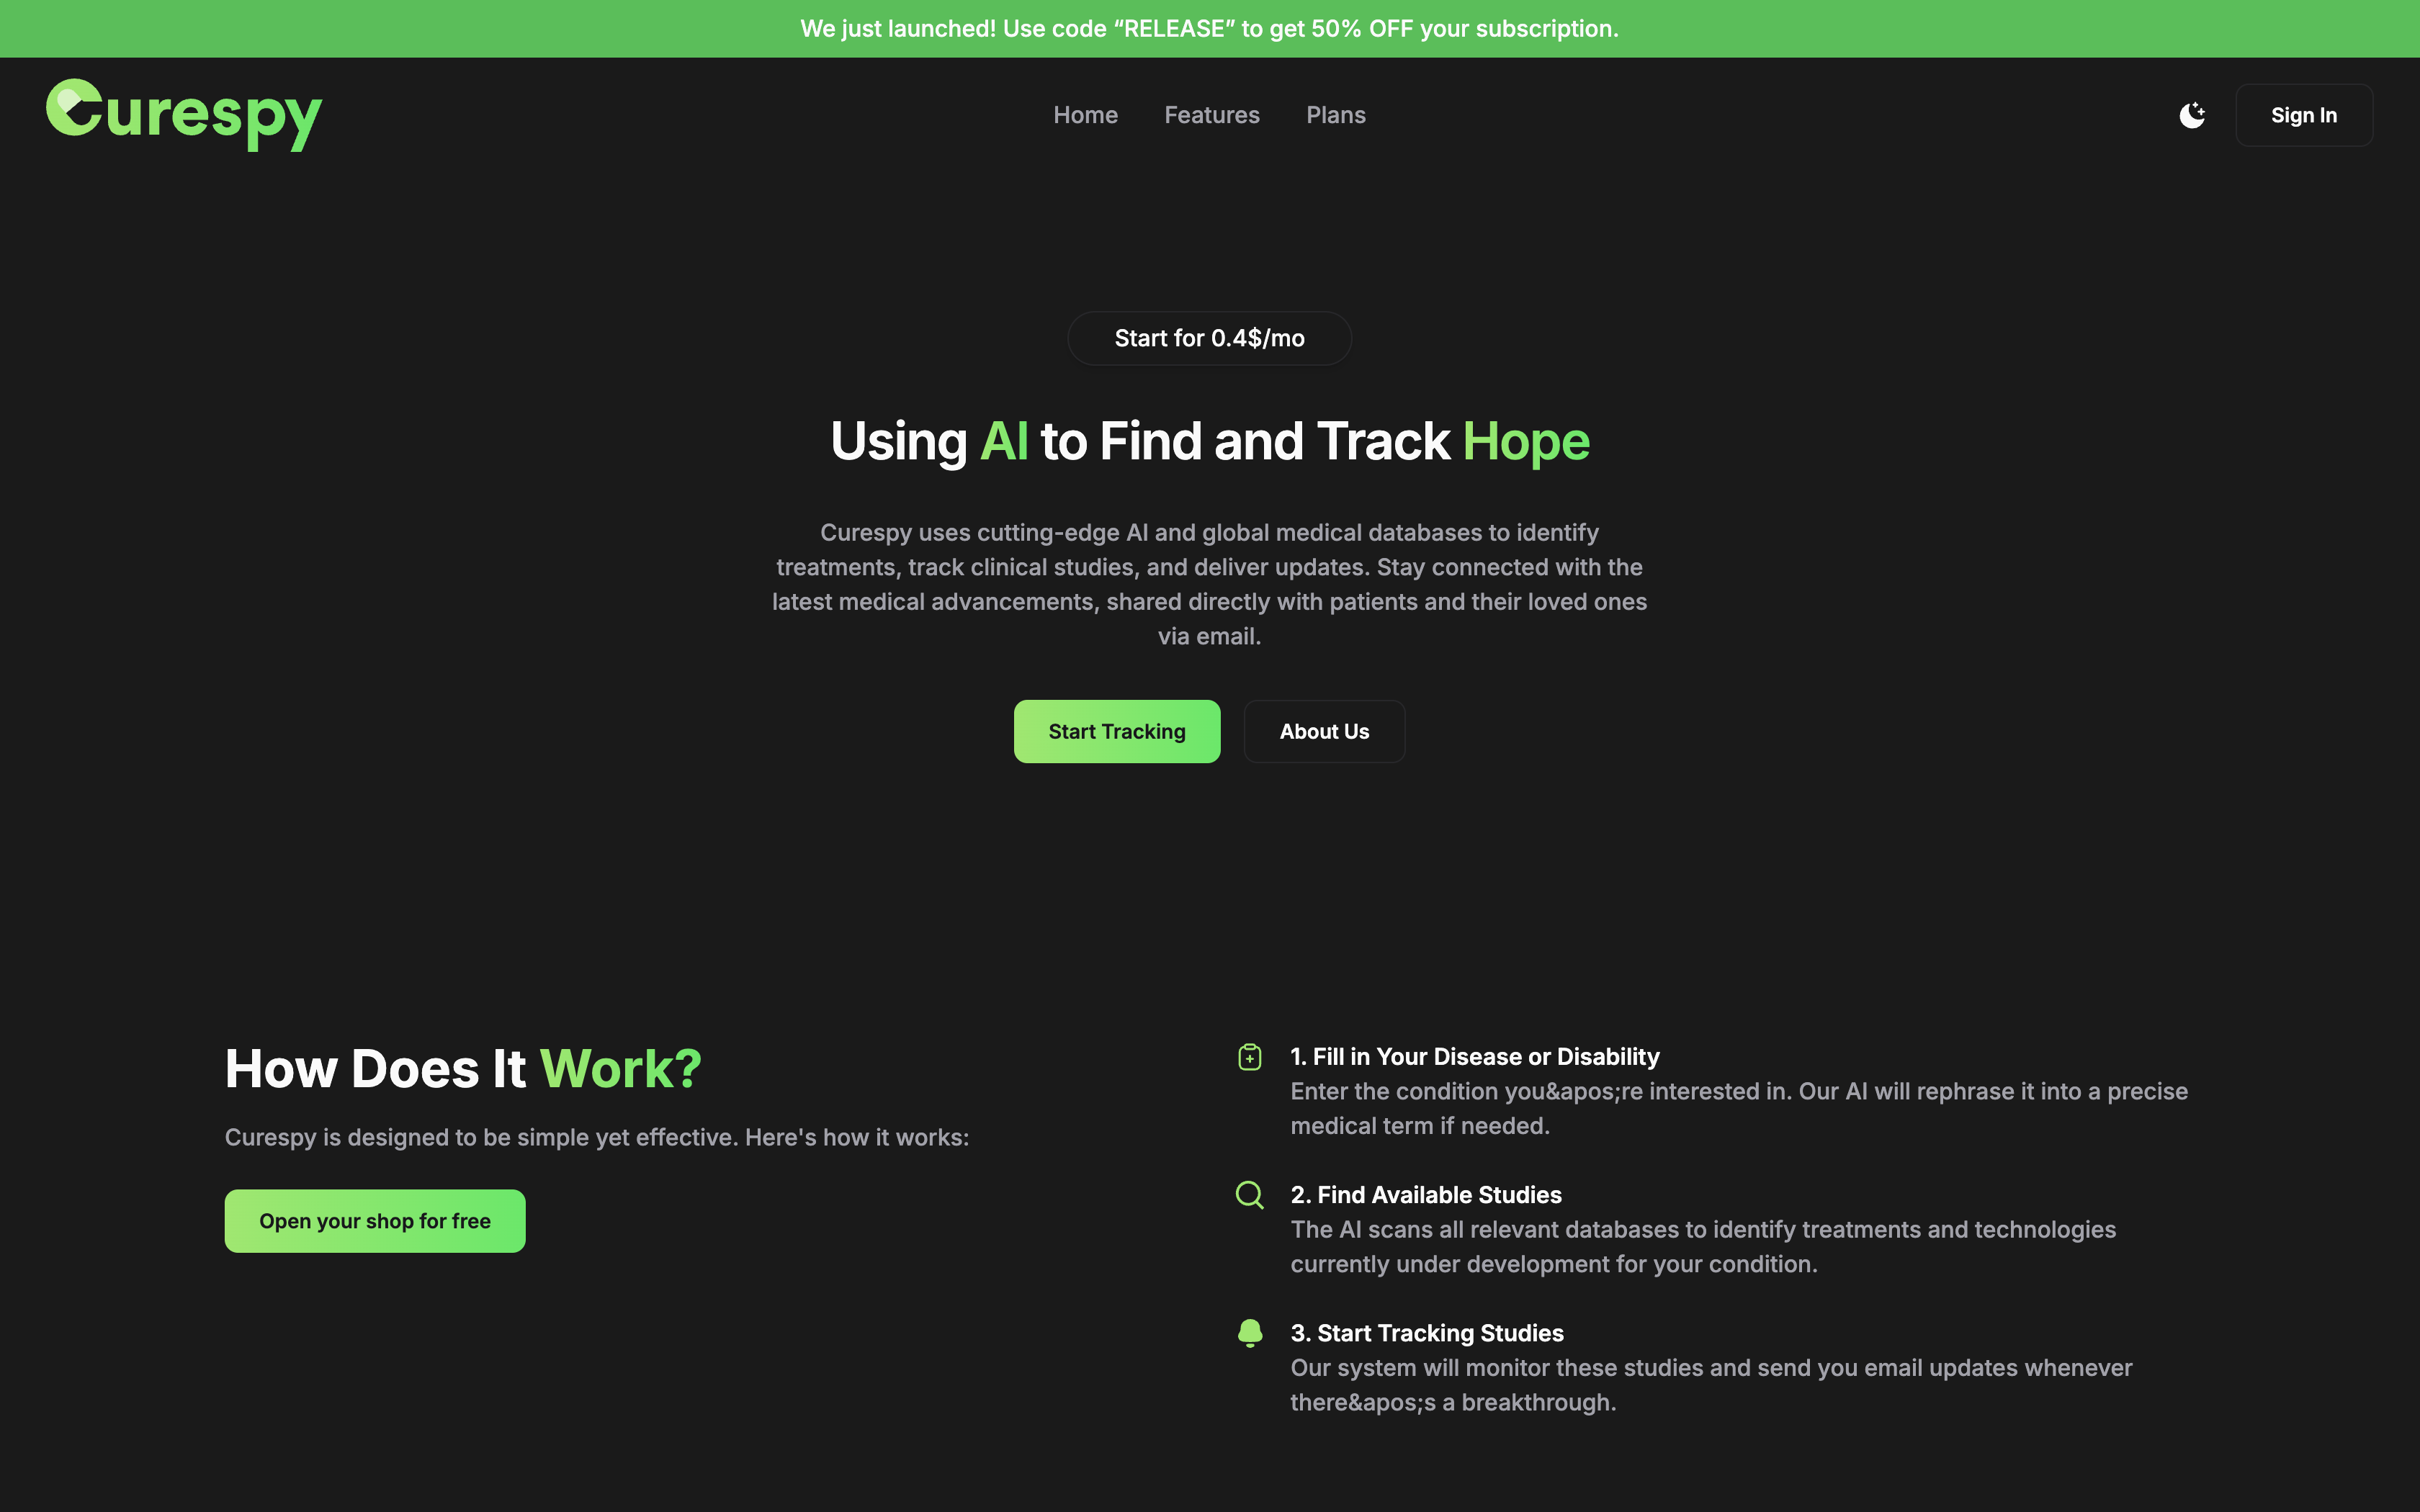 We just launched! Use code “RELEASE” to get 50% OFF your subscription.
Curespy
Home
Features
Plans
Sign In
Start for 0.4$/mo
Using AI to Find and Track Hope
Curespy uses cutting-edge AI and global medical databases to identify
treatments, track clinical studies, and deliver updates. Stay connected with the
latest medical advancements, shared directly with patients and their loved ones
via email.
Start Tracking
About Us
How Does It Work?
Curespy is designed to be simple yet effective. Here's how it works:
Open your shop for free
1. Fill in Your Disease or Disability
Enter the condition you&apos;re interested in. Our AI will rephrase it into a precise
medical term if needed.
2. Find Available Studies
The AI scans all relevant databases to identify treatments and technologies
currently under development for your condition.
3. Start Tracking Studies
Our system will monitor these studies and send you email updates whenever
there&apos;s a breakthrough.